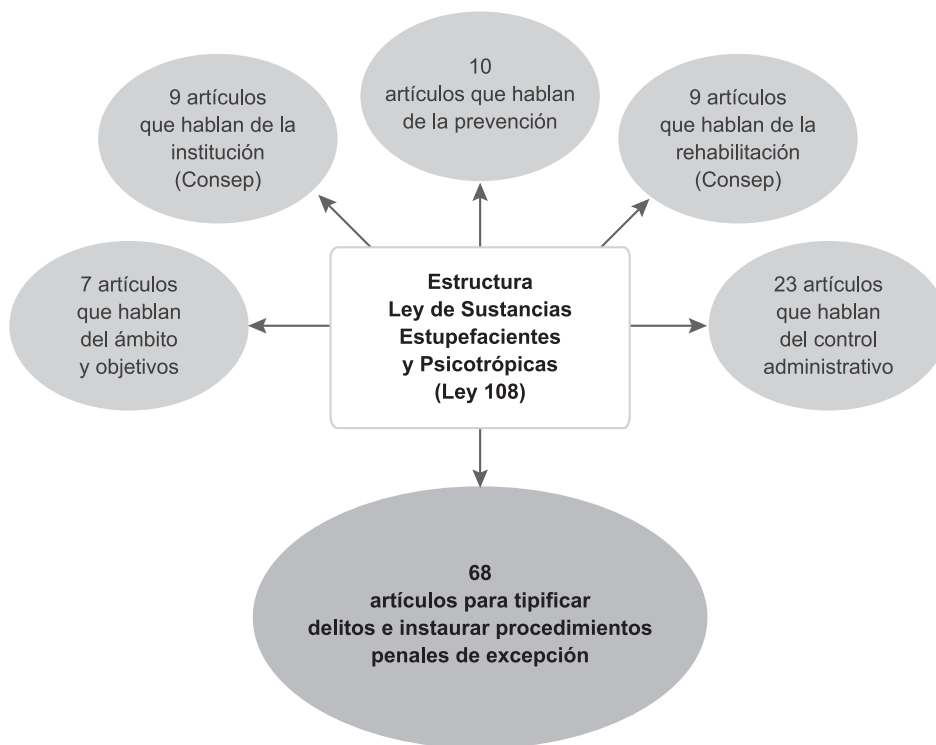 9 artículos
que hablan de la
institución
(Consep)
10
artículos que hablan
de la prevención
9 artículos
que hablan de la
rehabilitación
(Consep)
7 artículos
que hablan
del ámbito
y objetivos
Estructura
Ley de Sustancias
Estupefacientes
y Psicotrópicas
(Ley 108)
23 artículos
que hablan
del control
administrativo
68
artículos para tipificar
delitos e instaurar procedimientos
penales de excepción